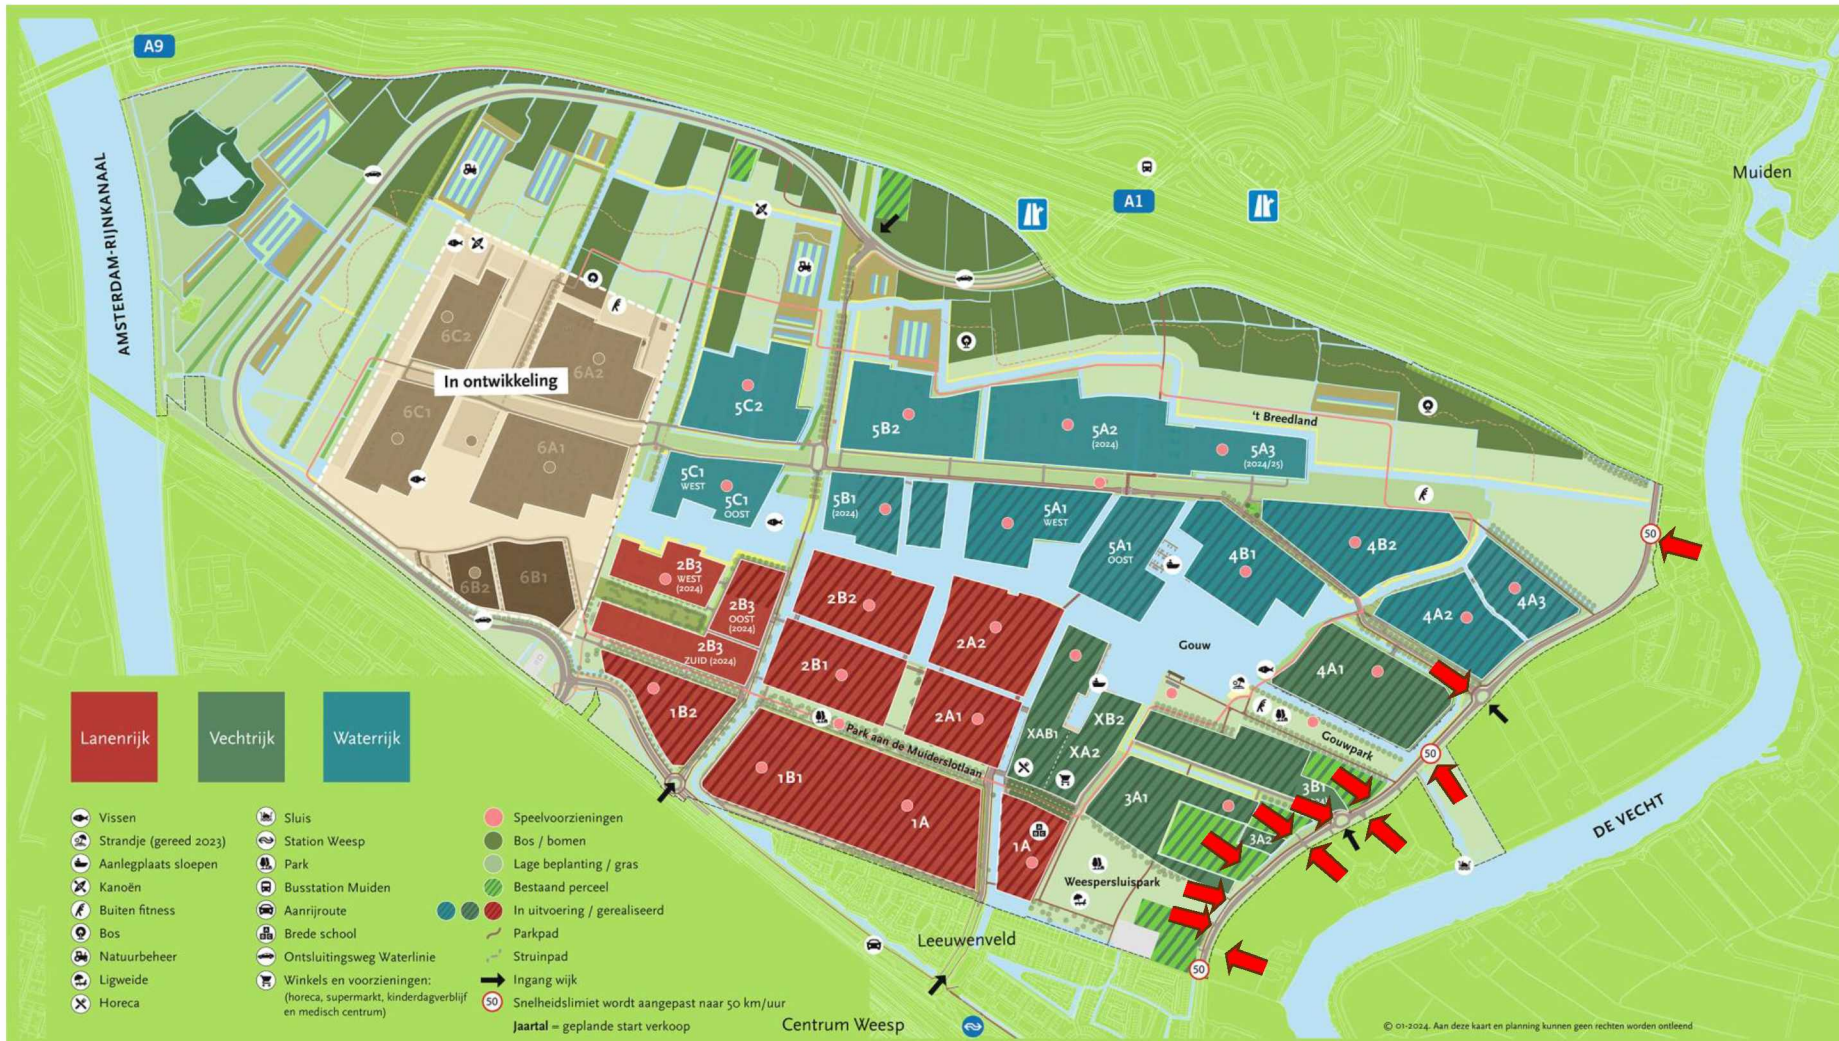 A9
AMSTERDAM-RIJNKANAAL
A1
Muiden
6C2
6A2
In ontwikkeling
6C1
6A1
6B2
6B1
5C2
5B2
5A2
(2024)
't Breedland
5A3
(2024/25)
5C1
WEST
5C1
OOST
5B1
(2024)
5A1
WEST
5A1
OOST
4B1
4B2
50
4A2
4A3
2B3
WEST
(2024)
2B3
OOST
(2024)
2B3
ZUID (2024)
2B2
2A2
Gouw
2B1
2A1
4A1
1B2
Park aan de Muiderslotlaan
XAB1
XB2
XA2
Gouwpark
50
1B1
1A
1A
3A1
3B1
3A2
Weespersluispark
DE VECHT
50
Leeuwenveld
Centrum Weesp
Lanenrijk
Vechtrijk
Waterrijk
Vissen
Strandje (gereed 2023)
Aanlegplaats sloepen
Kanoën
Buiten fitness
Bos
Natuurbeheer
Ligweide
Horeca
Sluis
Station Weesp
Park
Busstation Muiden
Aanrijroute
Brede school
Ontsluitingsweg Waterlinie
Winkels en voorzieningen:
(horeca, supermarkt, kinderdagverblijf
en medisch centrum)
Speelvoorzieningen
Bos / bomen
Lage beplanting / gras
Bestaand perceel
In uitvoering / gerealiseerd
Parkpad
Struinpad
Ingang wijk
50 Snelheidslimiet wordt aangepast naar 50 km/uur
Jaartal = geplande start verkoop
© 01-2024. Aan deze kaart en planning kunnen geen rechten worden ontleend